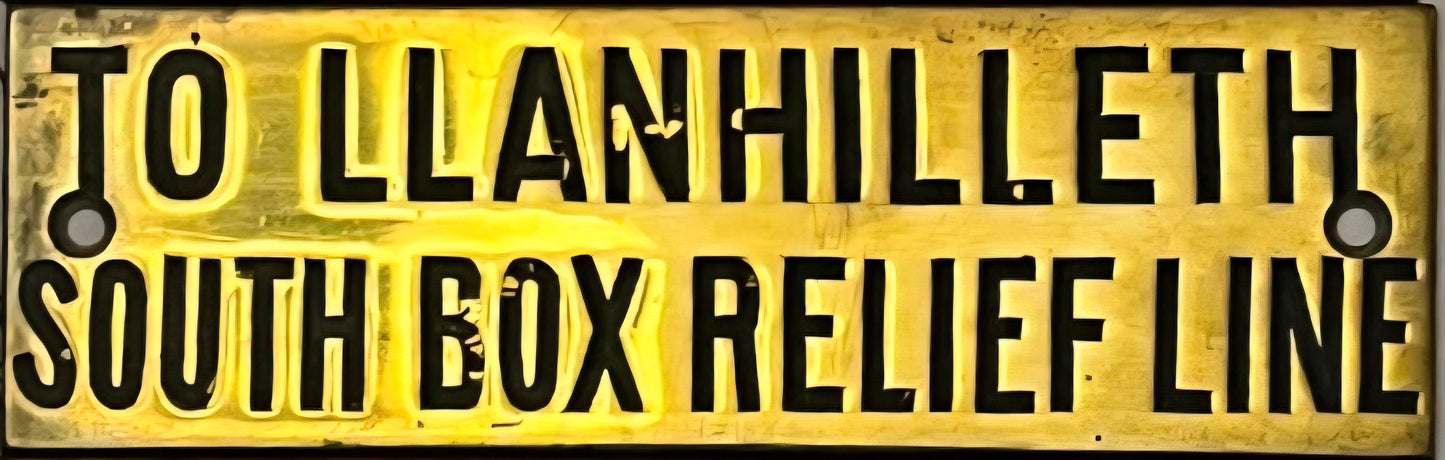 TO LLANHILLETH
SOUTH BOX RELIEF LINE